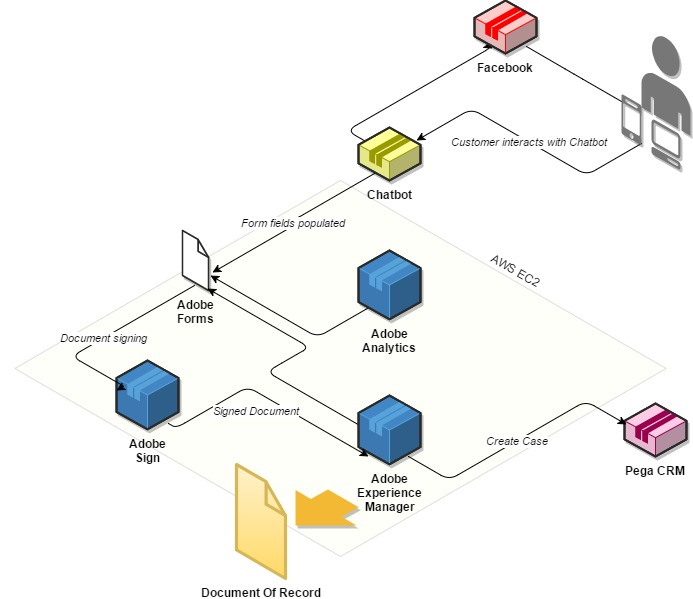 Facebook
Customer interacts with Chatbot
Chatbot
Form fields populated
AWS EC2
Adobe
Forms
Adobe
Analytics
Document signing
Signed Document
Adobe
Sign
Create Case
Adobe
Experience
Manager
Pega CRM
Document Of Record